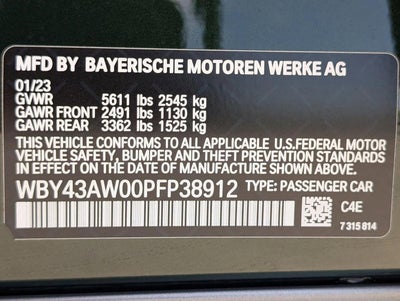 MFD BY BAYERISCHE MOTOREN WERKE AG
01/23
GVWR 5611 lbs 2545 kg
GAWR FRONT 2491 lbs 1130 kg
GAWR REAR 3362 lbs 1525 kg
THIS VEHICLE CONFORMS TO ALL APPLICABLE U.S.FEDERAL MOTOR
VEHICLE SAFETY, BUMPER AND THEFT PREVENTION STANDARDS
IN EFFECT ON THE DATE OF MANUFACTURE SHOWN ABOVE.
WBY43AW00PFP38912 TYPE: PASSENGER CAR
C4E
7 315 814